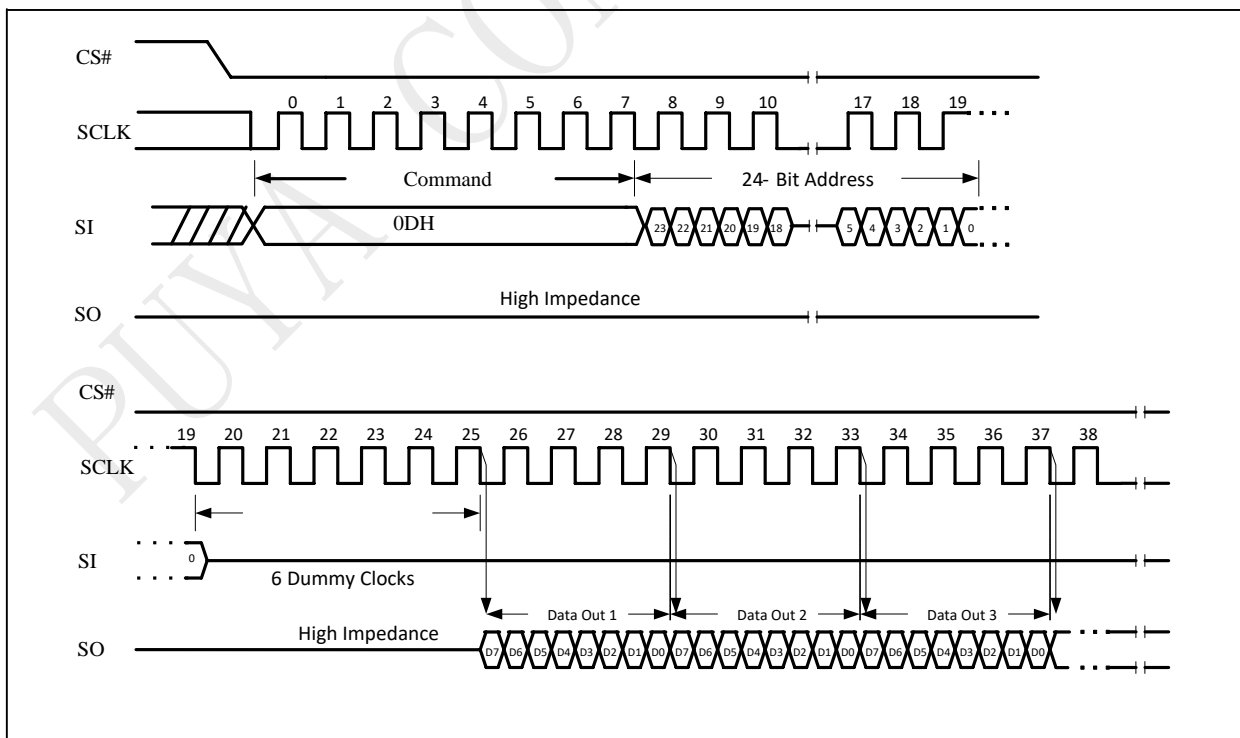 PUYA CON
CS#
0 1 2 3 4 5 6 7 8 9 10 17 18 19
SCLK
Command 24- Bit Address
SI 0DH 23 22 21 20 19 18 5 4 3 2 1 0
High Impedance
SO
CS#
19 20 21 22 23 24 25 26 27 28 29 30 31 32 33 34 35 36 37 38
SCLK
SI 0
6 Dummy Clocks
Data Out 1 Data Out 2 Data Out 3
High Impedance
SO D7 D6 D5 D4 D3 D2 D1 D0 D7 D6 D5 D4 D3 D2 D1 D0 D7 D6 D5 D4 D3 D2 D1 D0